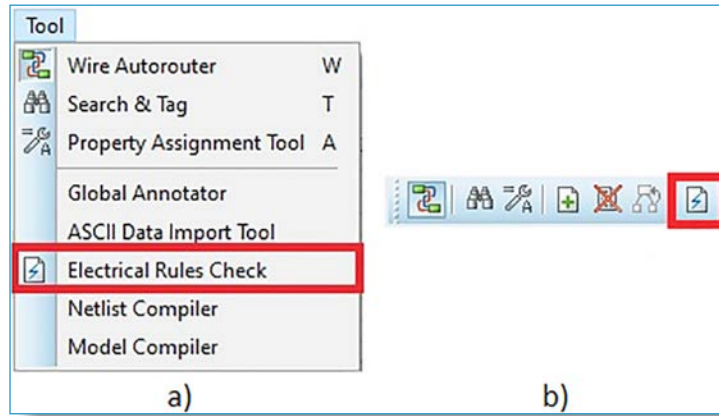 Tool
Wire Autorouter W
Search & Tag T
Property Assignment Tool A
Global Annotator
ASCII Data Import Tool
Electrical Rules Check
Netlist Compiler
Model Compiler
a) b)